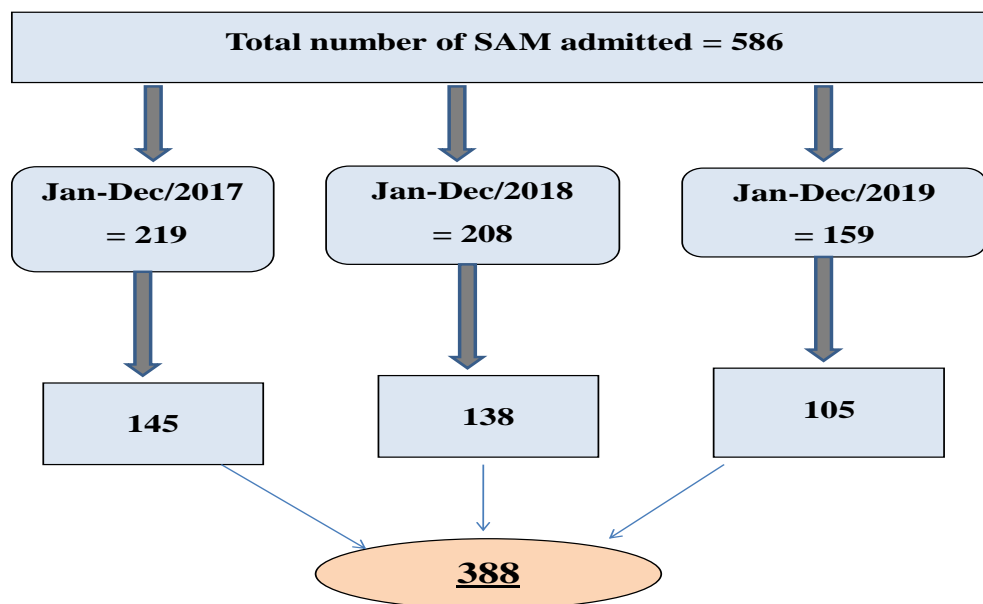 Total number of SAM admitted = 586
Jan-Dec/2017
= 219
Jan-Dec/2018
= 208
Jan-Dec/2019
= 159
145
138
105
388